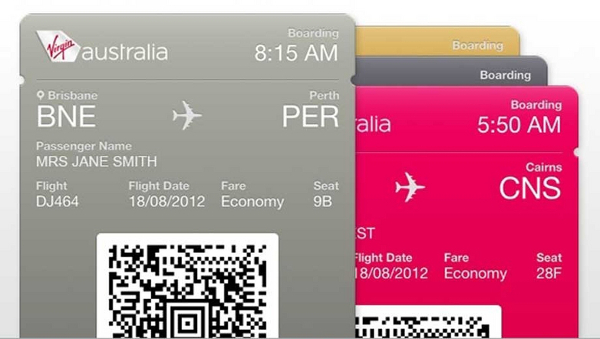 Boarding
Virgin australia
8:15 AM
Brisbane
Perth
BNE
PER
Passenger Name
MRS JANE SMITH
Flight
Flight Date
Fare
Seat
DJ464
18/08/2012
Economy
9B
Boarding
Boarding
Boarding
ralia
5:50 AM
Cairns
CNS
ST
Flight Date
Fare
Seat
18/08/2012
Economy
28F